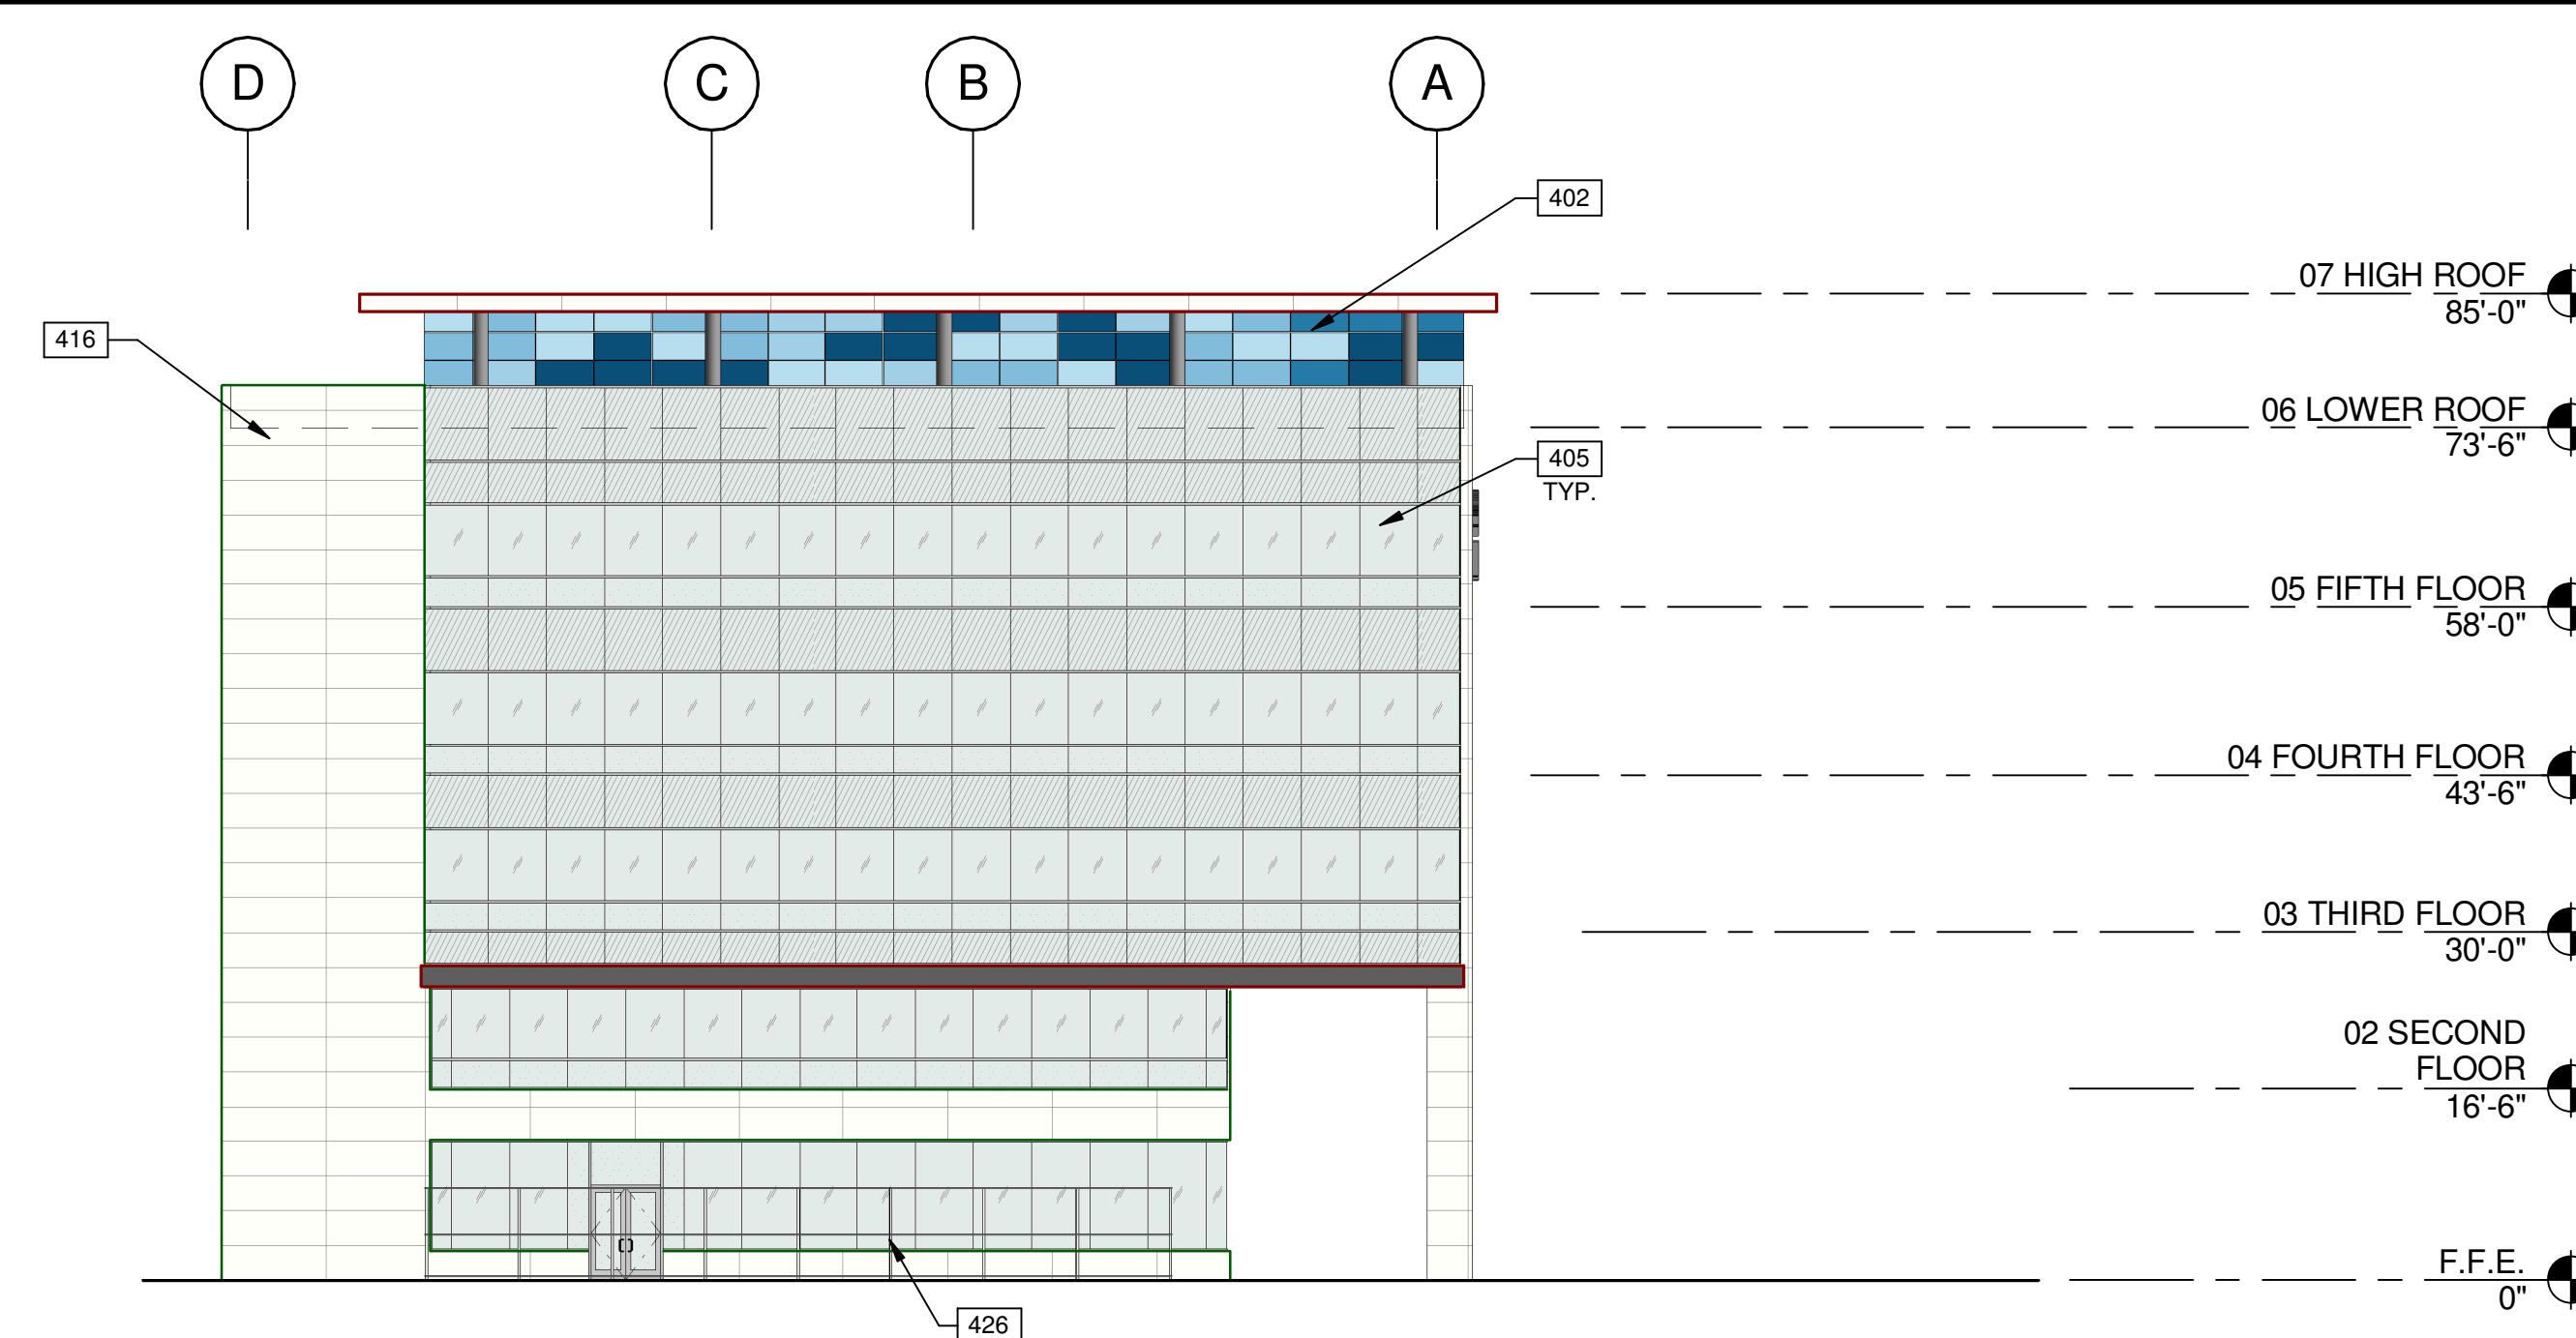 D
C
B
A
402
07 HIGH ROOF
85'-0"
416
06 LOWER ROOF
73'-6"
405
TYP.
05 FIFTH FLOOR
58'-0"
04 FOURTH FLOOR
43'-6"
03 THIRD FLOOR
30'-0"
02 SECOND
FLOOR
16'-6"
F.F.E.
0"
426